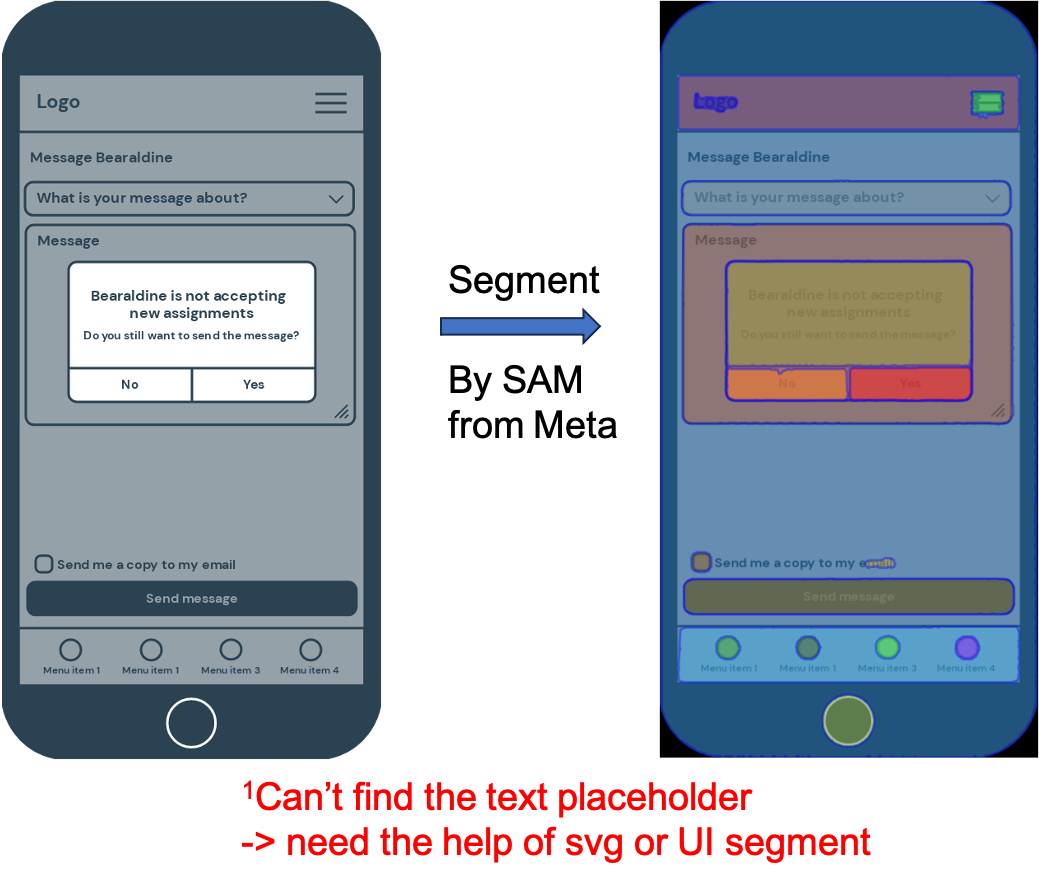 Logo
Message Bearaldine
What is your message about?
Message
Bearaldine is not accepting
new assignments
Do you still want to send the message?
No Yes
Send me a copy to my email
Send message
Menu item 1 Menu item 1 Menu item 3 Menu item 4
Segment
By SAM
from Meta
Logo
Message Bearaldine
What is your message about?
Message
Bearaldine is not accepting
new assignments
Do you still want to send the message?
No Yes
Send me a copy to my email
Send message
Menu item 1 Menu item 1 Menu item 3 Menu item 4
¹Can’t find the text placeholder
-> need the help of svg or UI segment